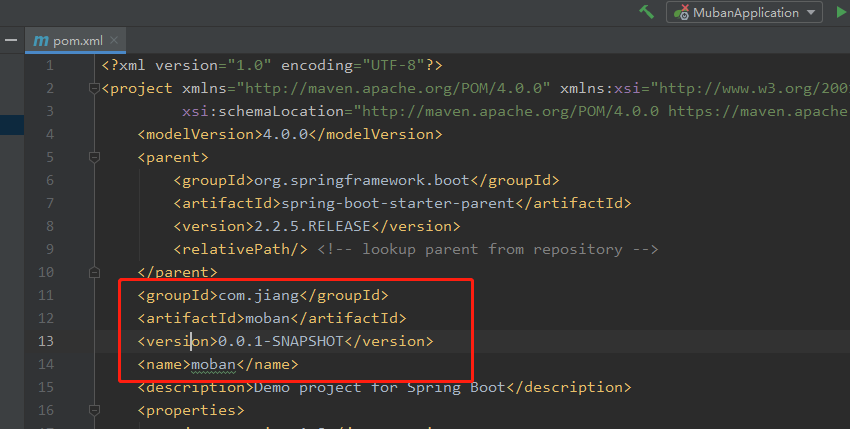 MubanApplication
pom.xml
1 <?xml version="1.0" encoding="UTF-8"?>
2 <project xmlns="http://maven.apache.org/POM/4.0.0" xmlns:xsi="http://www.w3.org/200
3 xsi:schemaLocation="http://maven.apache.org/POM/4.0.0 https://maven.apache
4 <modelVersion>4.0.0</modelVersion>
5 <parent>
6 <groupId>org.springframework.boot</groupId>
7 <artifactId>spring-boot-starter-parent</artifactId>
8 <version>2.2.5.RELEASE</version>
9 <relativePath/> <!-- lookup parent from repository -->
10 </parent>
11 <groupId>com.jiang</groupId>
12 <artifactId>moban</artifactId>
13 <version>0.0.1-SNAPSHOT</version>
14 <name>moban</name>
15 <description>Demo project for Spring Boot</description>
16 <properties>